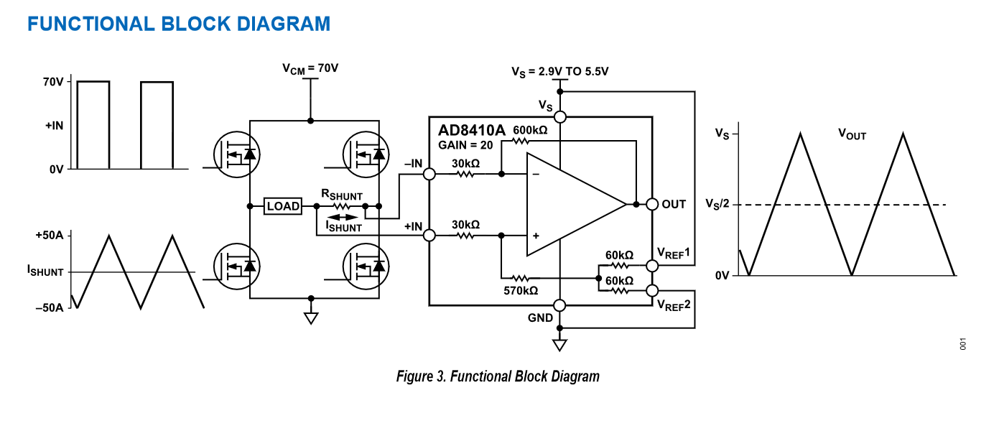 FUNCTIONAL BLOCK DIAGRAM
70V
+IN
0V
+50A
ISHUNT
–50A
VCM = 70V
LOAD
RSHUNT
ISHUNT
VS = 2.9V TO 5.5V
VS
AD8410A
GAIN = 20
600kΩ
–IN
30kΩ
–
+IN
30kΩ
+
OUT
570kΩ
60kΩ
60kΩ
VREF1
VREF2
GND
VS
VOUT
VS/2
0V
001
Figure 3. Functional Block Diagram